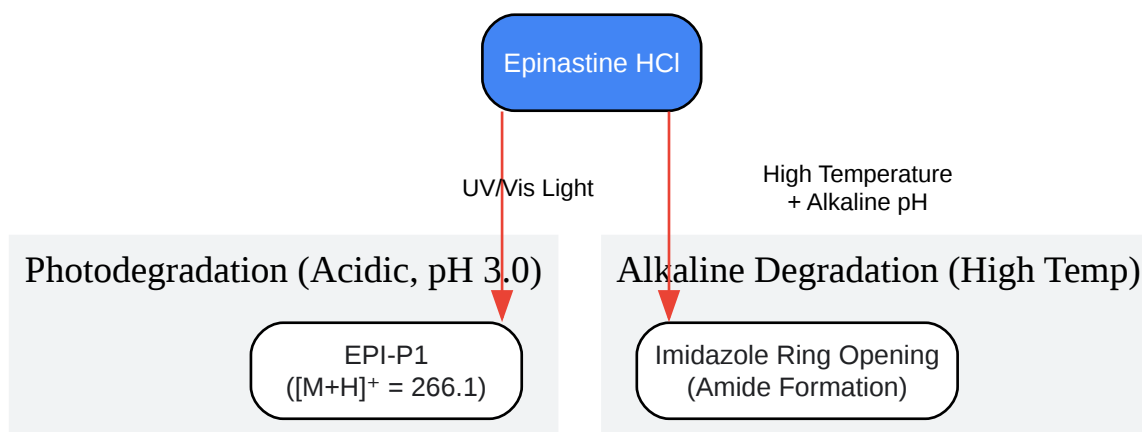 Epinastine HCl
UV/Vis Light
High Temperature
+ Alkaline pH
Photodegradation (Acidic, pH 3.0)
Alkaline Degradation (High Temp)
EPI-P1
([M+H]⁺ = 266.1)
Imidazole Ring Opening
(Amide Formation)